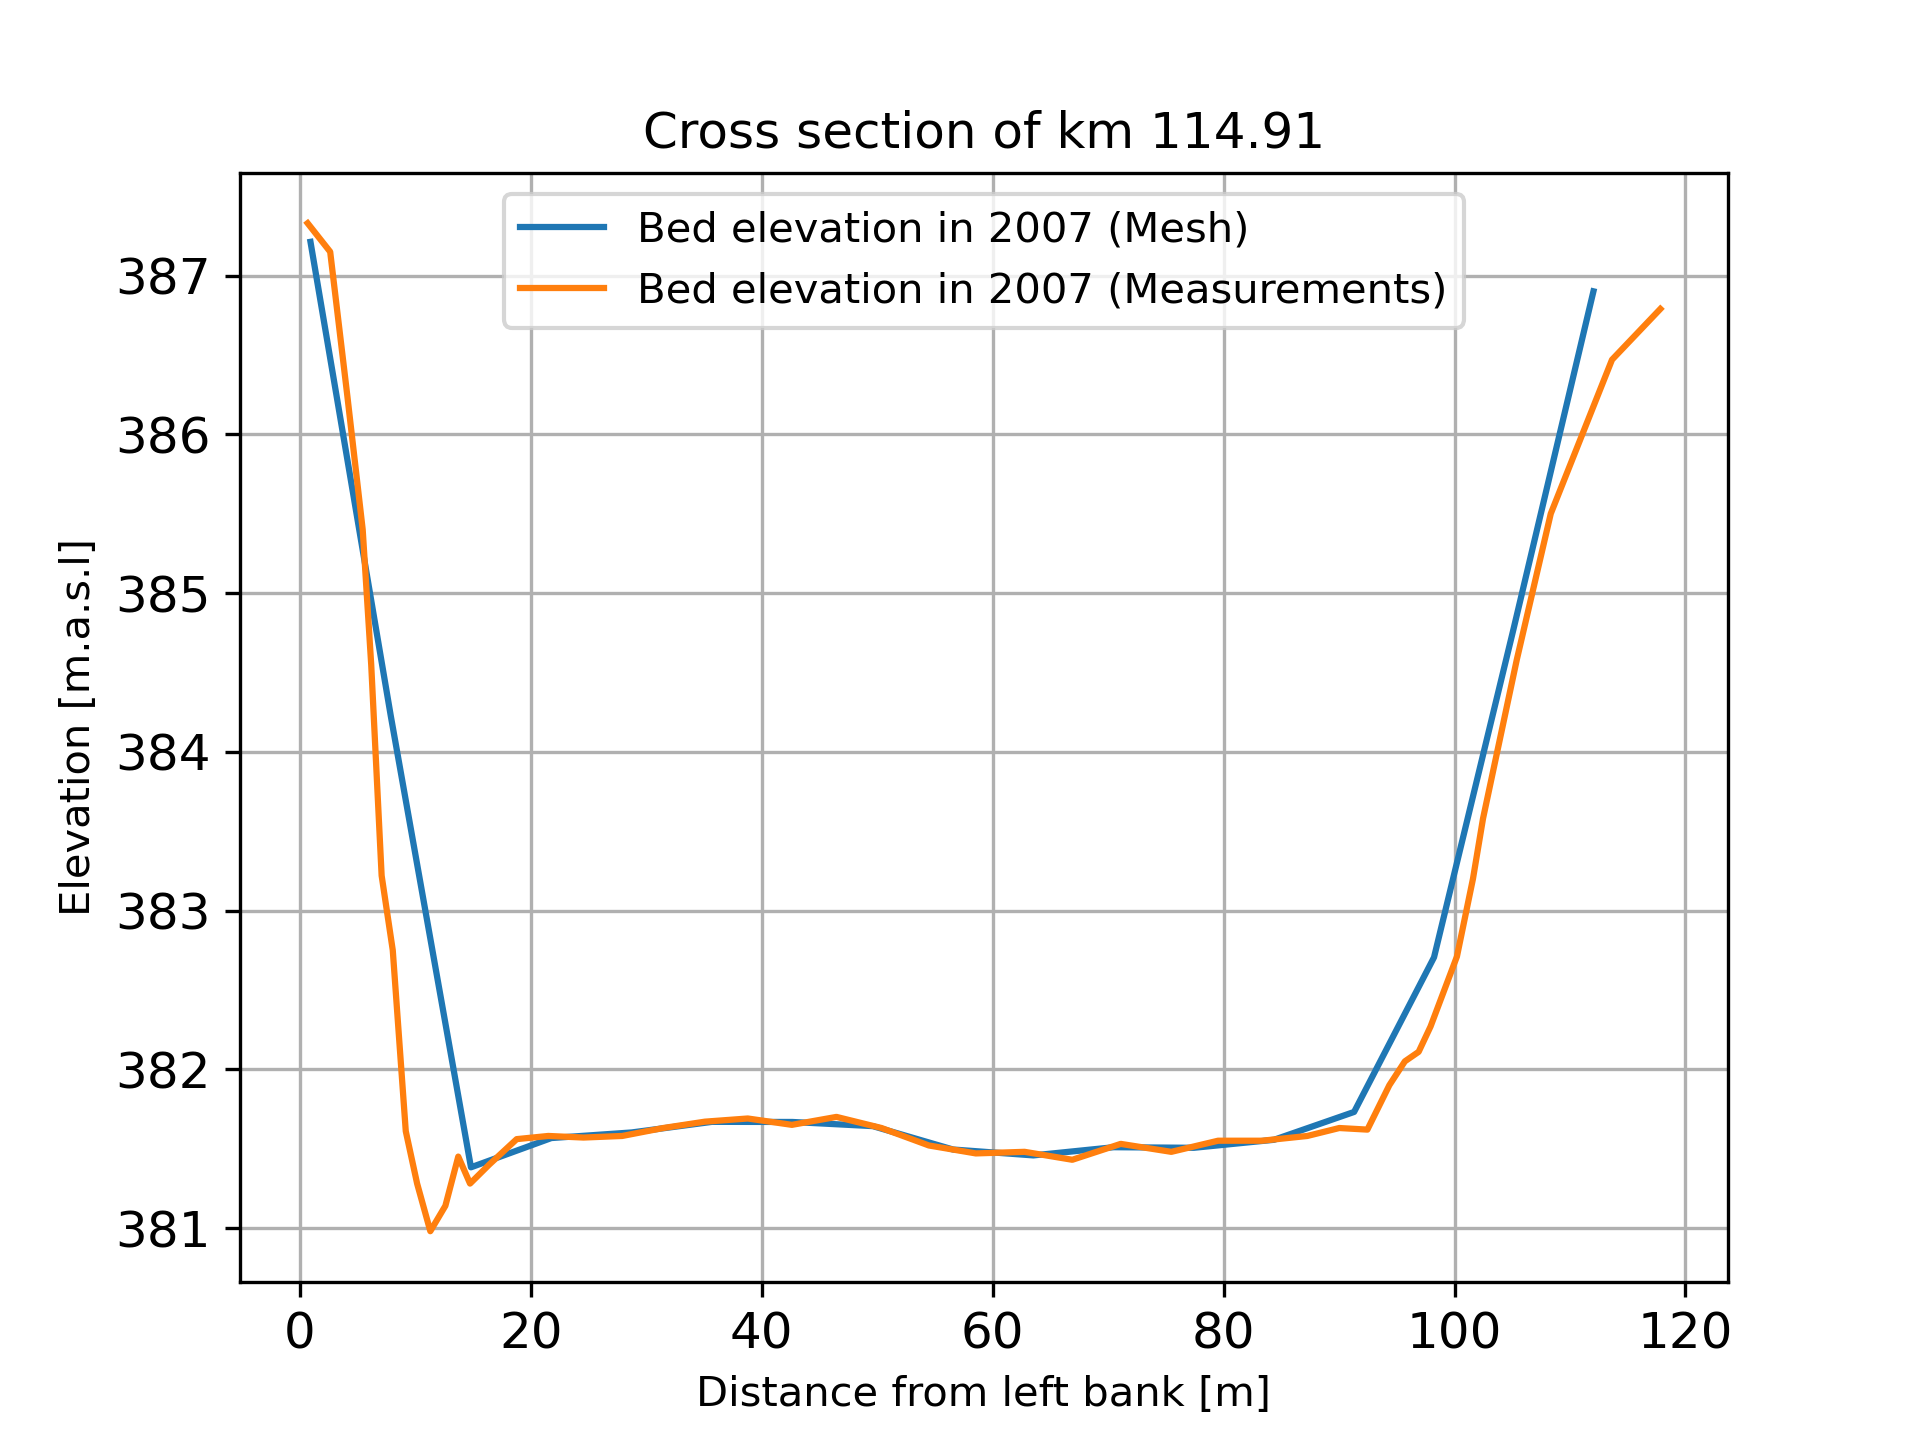 Cross section of km 114.91
Bed elevation in 2007 (Mesh)
Bed elevation in 2007 (Measurements)
387
386
385
384
383
382
381
Elevation [m.a.s.l]
0 20 40 60 80 100 120
Distance from left bank [m]